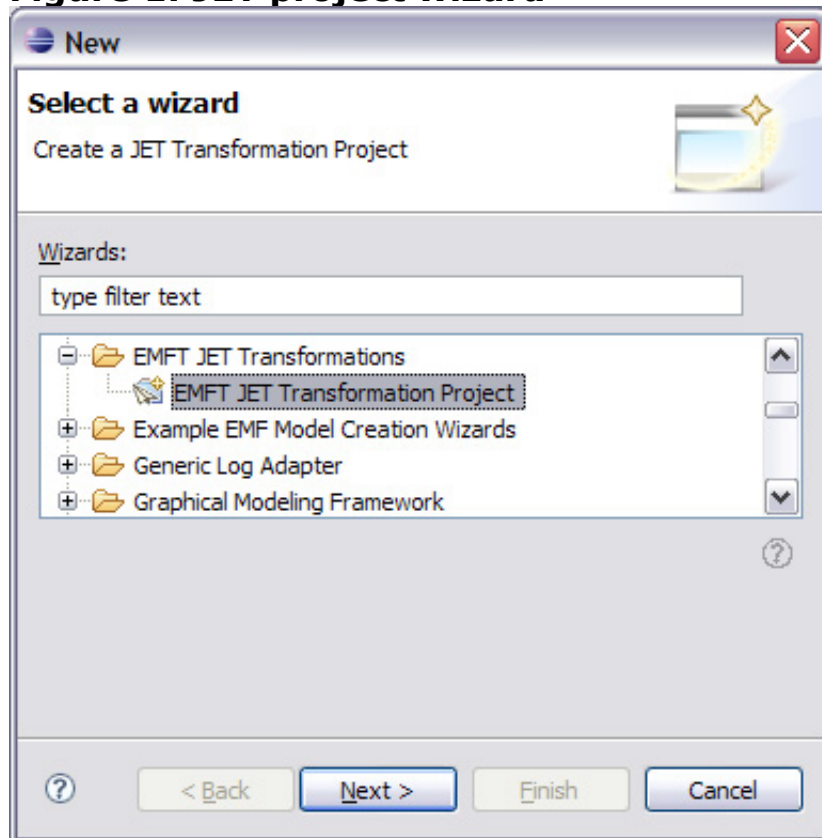 New
Select a wizard
Create a JET Transformation Project
Wizards:
type filter text
EMFT JET Transformations
EMFT JET Transformation Project
Example EMF Model Creation Wizards
Generic Log Adapter
Graphical Modeling Framework
< Back Next > Finish Cancel